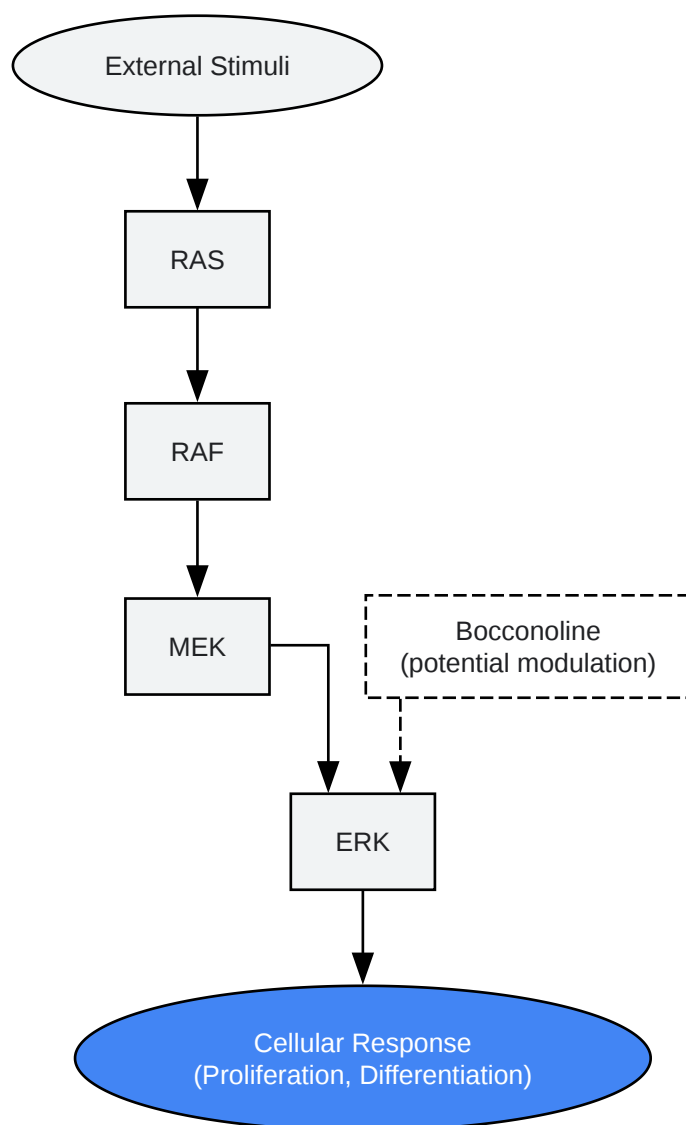 External Stimuli
RAS
RAF
MEK
Bocconoline
(potential modulation)
ERK
Cellular Response
(Proliferation, Differentiation)